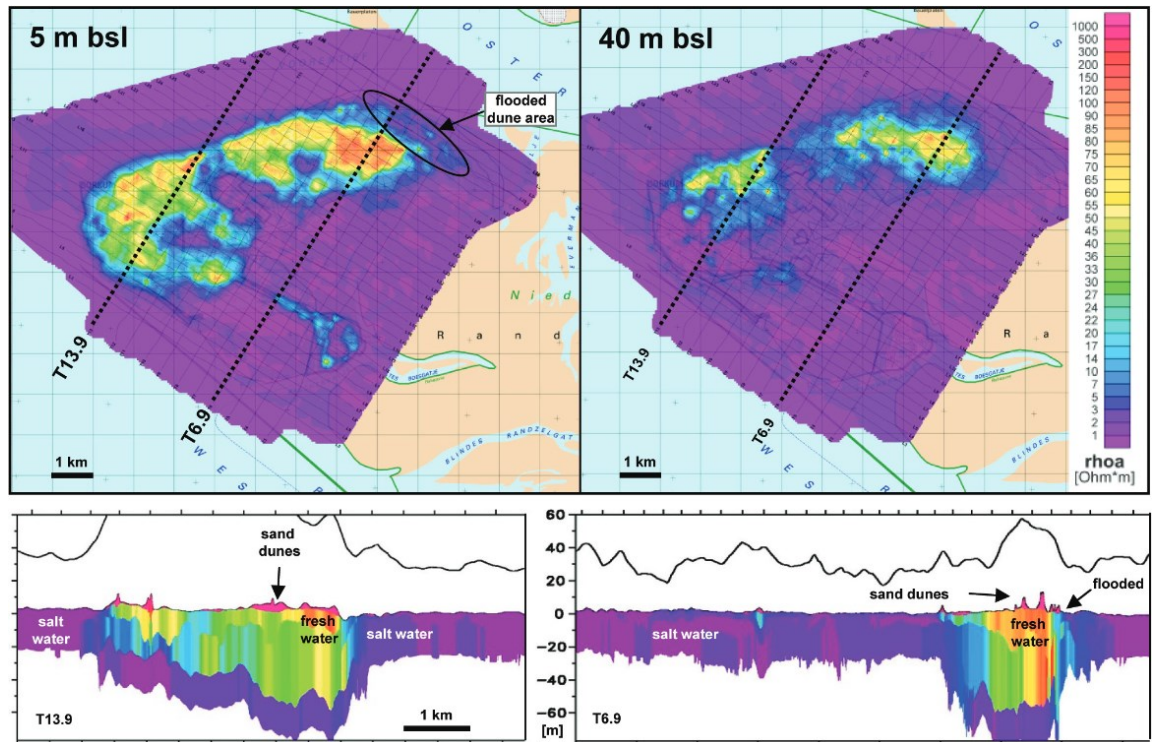 5 m bsl
flooded
dune area
O S T E R
N i e d
R a n d
BLINDES RANDZELGAT
T13.9
T6.9
W E S
1 km
40 m bsl
O S T E R
R a
BLINDES
T13.9
T6.9
W E S
1 km
1000
500
300
200
150
120
100
90
85
80
75
70
65
60
55
50
45
40
36
33
30
27
24
22
20
17
14
10
7
5
3
2
1
rhoa
[Ohm*m]
sand
dunes
salt
water
fresh
water
salt water
T13.9
1 km
60
40
20
0
-20
-40
-60
[m]
sand dunes
flooded
fresh
water
salt water
T6.9